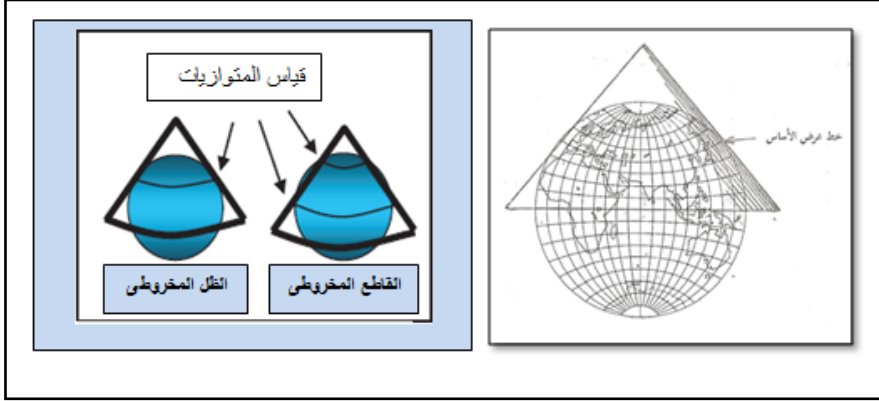 قياس المتوازيات
خط عرض الأساس
الظل المخروطى
القاطع المخروطى